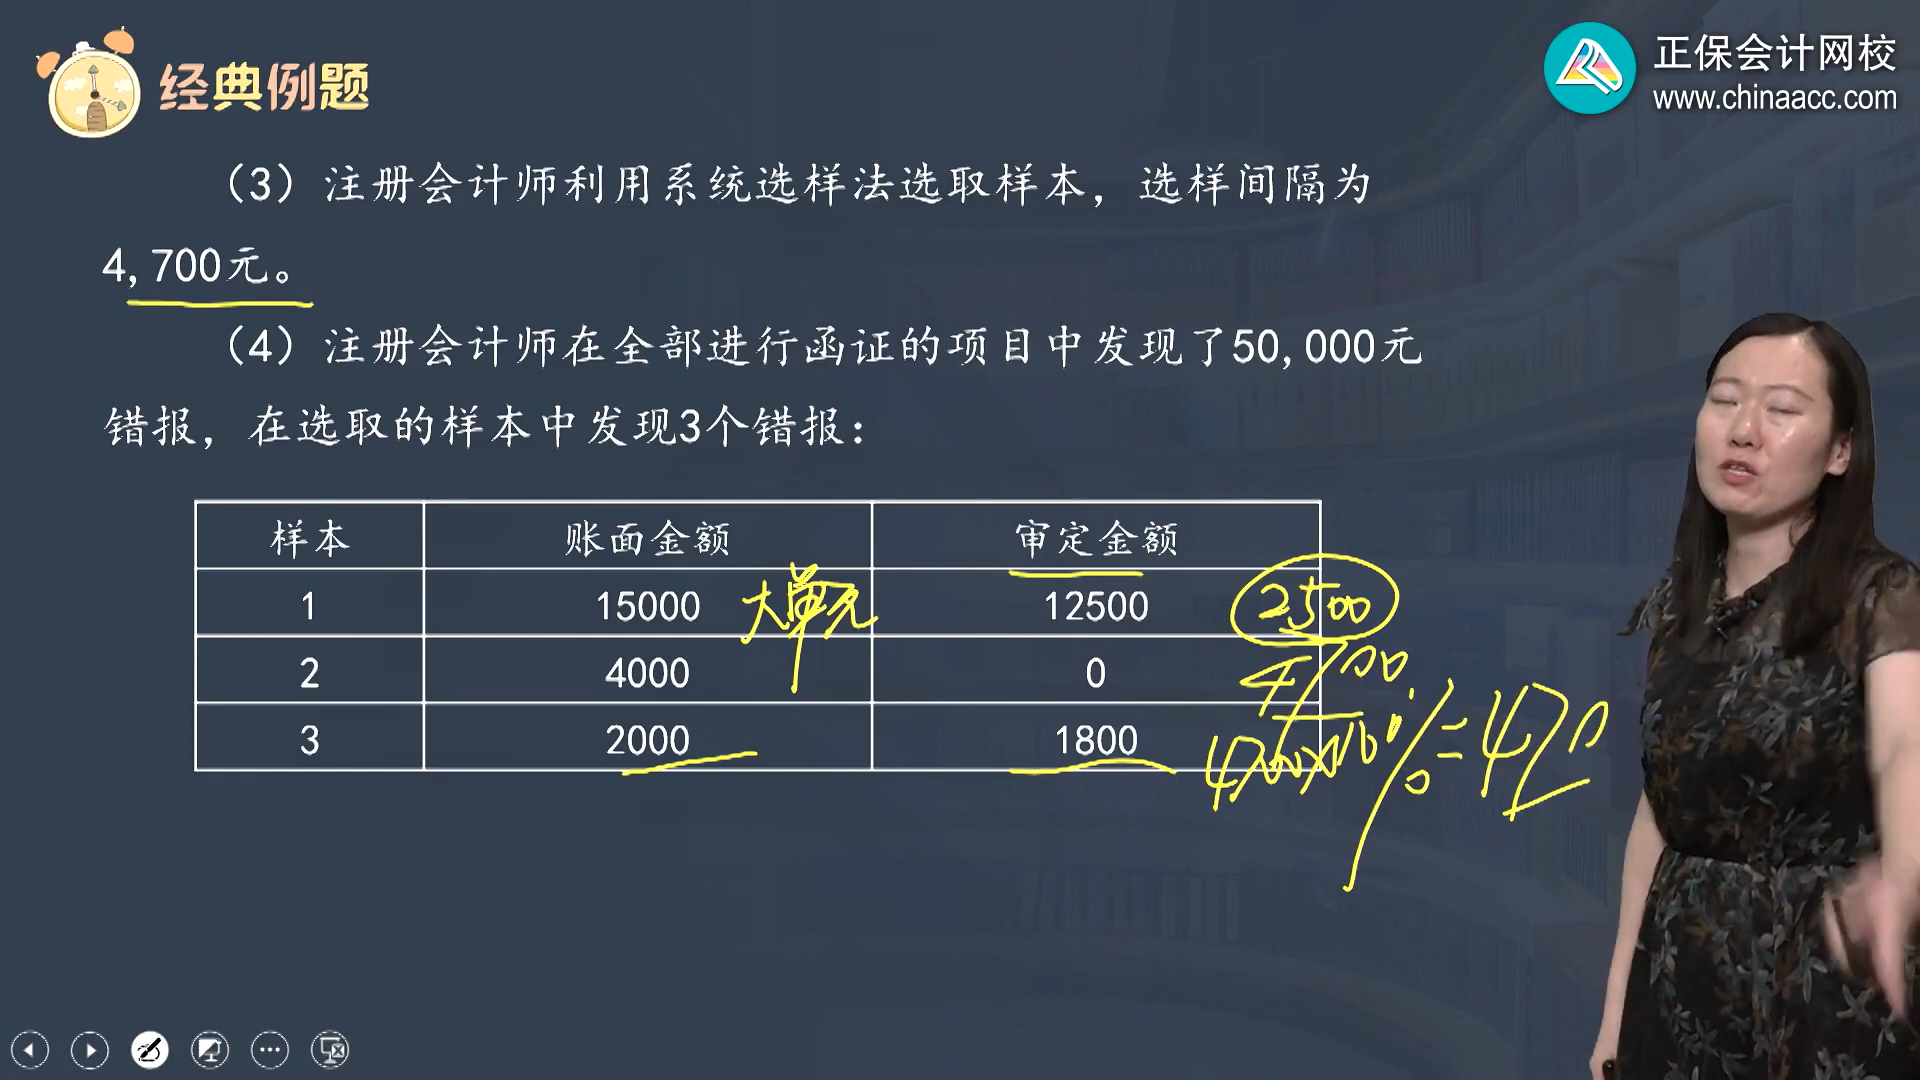 经典例题
正保会计网校
www.chinaacc.com
（3）注册会计师利用系统选样法选取样本，选样间隔为
4,700元。
（4）注册会计师在全部进行函证的项目中发现了50,000元
错报，在选取的样本中发现3个错报：
样本 账面金额 审定金额
1 15000 大单元 12500 2500
2 4000 0 4700
3 2000 1800
4700×10%=470